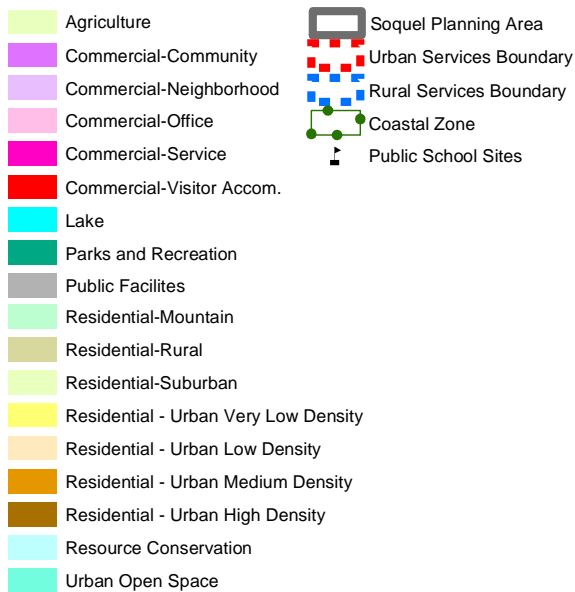 Agriculture
Commercial-Community
Commercial-Neighborhood
Commercial-Office
Commercial-Service
Commercial-Visitor Accom.
Lake
Parks and Recreation
Public Facilites
Residential-Mountain
Residential-Rural
Residential-Suburban
Residential - Urban Very Low Density
Residential - Urban Low Density
Residential - Urban Medium Density
Residential - Urban High Density
Resource Conservation
Urban Open Space
Soquel Planning Area
Urban Services Boundary
Rural Services Boundary
Coastal Zone
Public School Sites